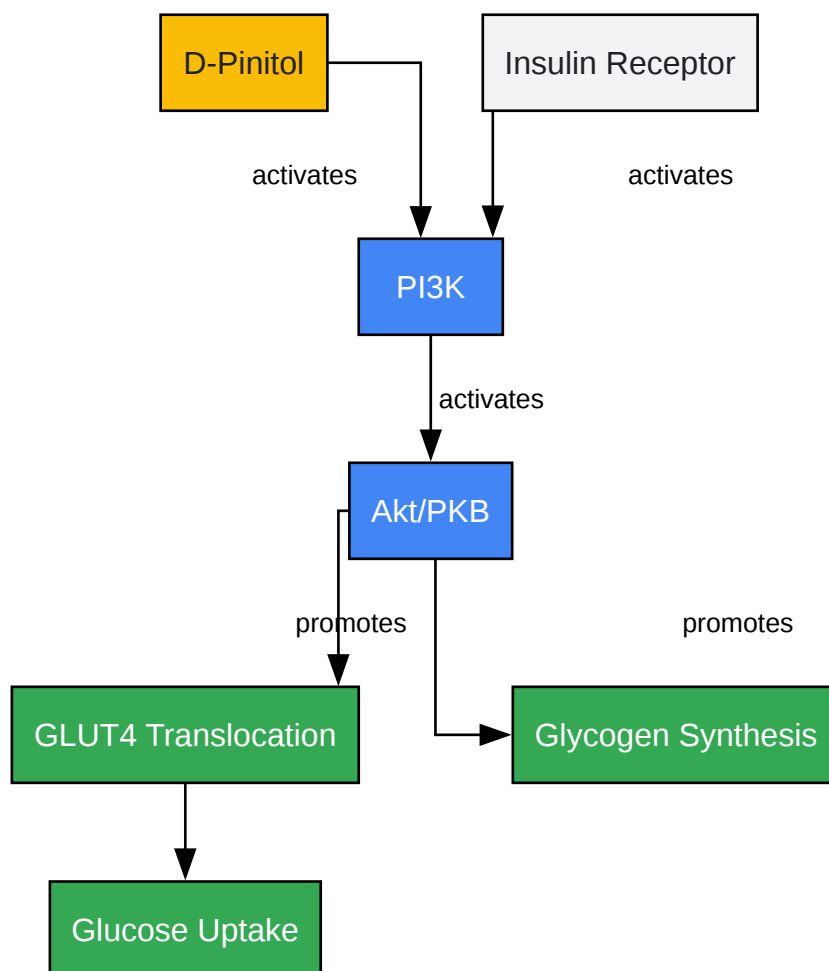 D-Pinitol
Insulin Receptor
activates
activates
PI3K
activates
Akt/PKB
promotes
promotes
GLUT4 Translocation
Glycogen Synthesis
Glucose Uptake